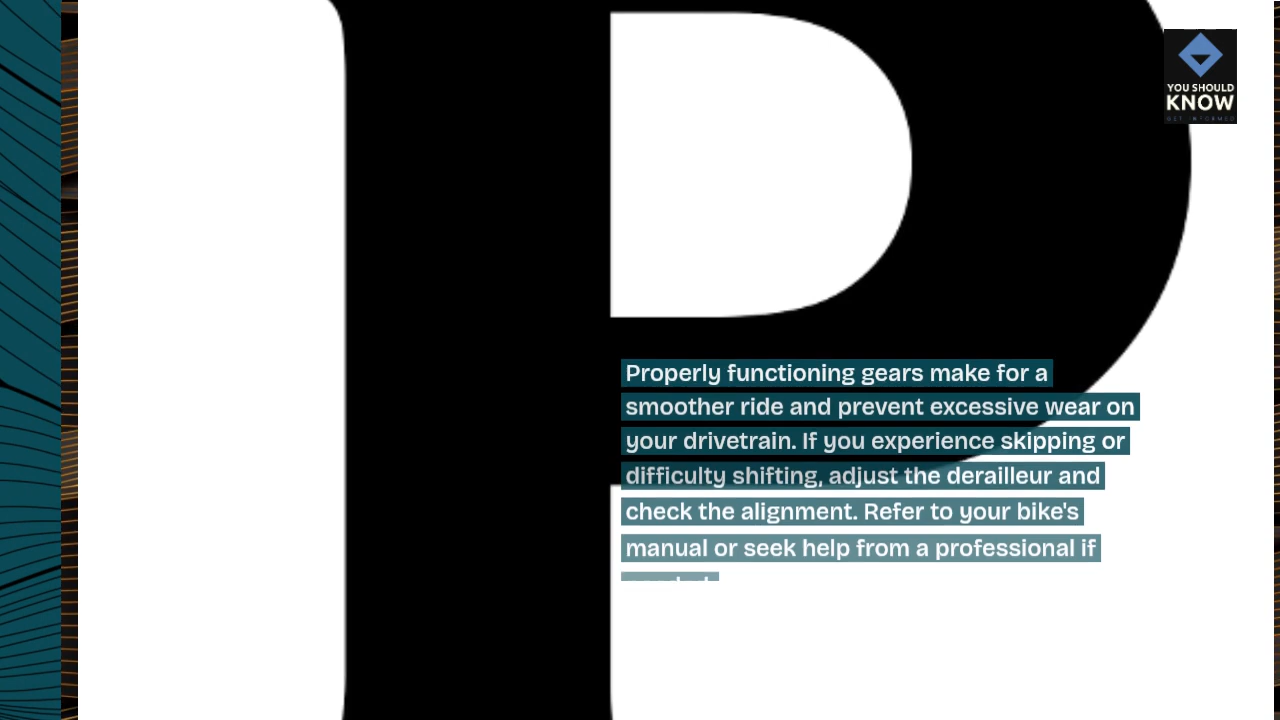 P
YOU SHOULD
KNOW
GET INFORMED
Properly functioning gears make for a
smoother ride and prevent excessive wear on
your drivetrain. If you experience skipping or
difficulty shifting, adjust the derailleur and
check the alignment. Refer to your bike's
manual or seek help from a professional if